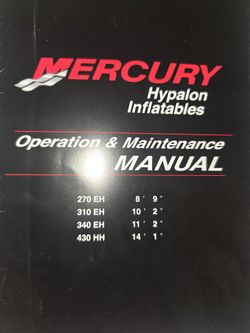 MERCURY
Hypalon
Inflatables
Operation & Maintenance
MANUAL
270 EH 8 ' 9 "
310 EH 10 ' 2 "
340 EH 11 ' 2 "
430 HH 14 ' 1 "